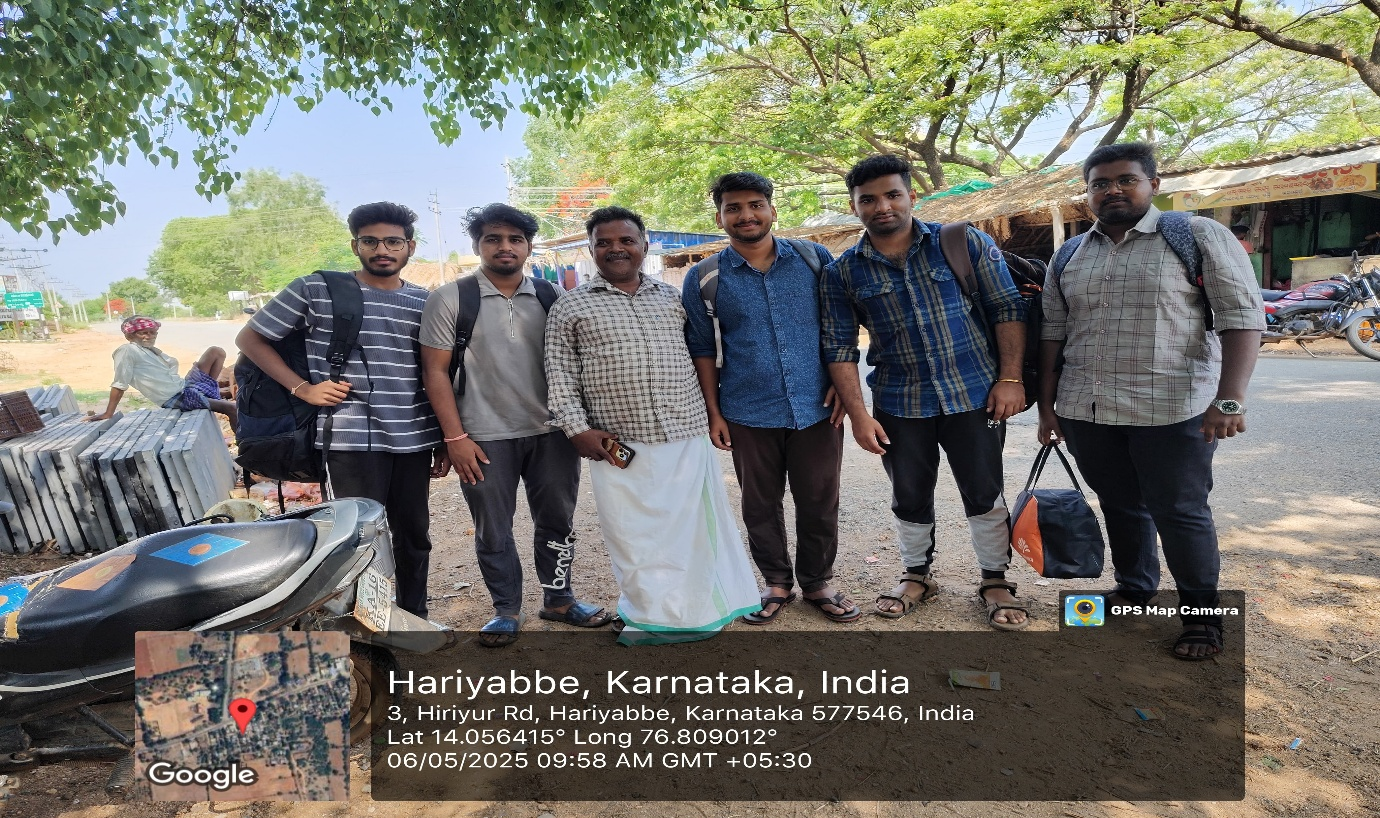 beneth
GPS Map Camera
Hariyabbe, Karnataka, India
3, Hiriyur Rd, Hariyabbe, Karnataka 577546, India
Lat 14.056415° Long 76.809012°
06/05/2025 09:58 AM GMT +05:30
Google